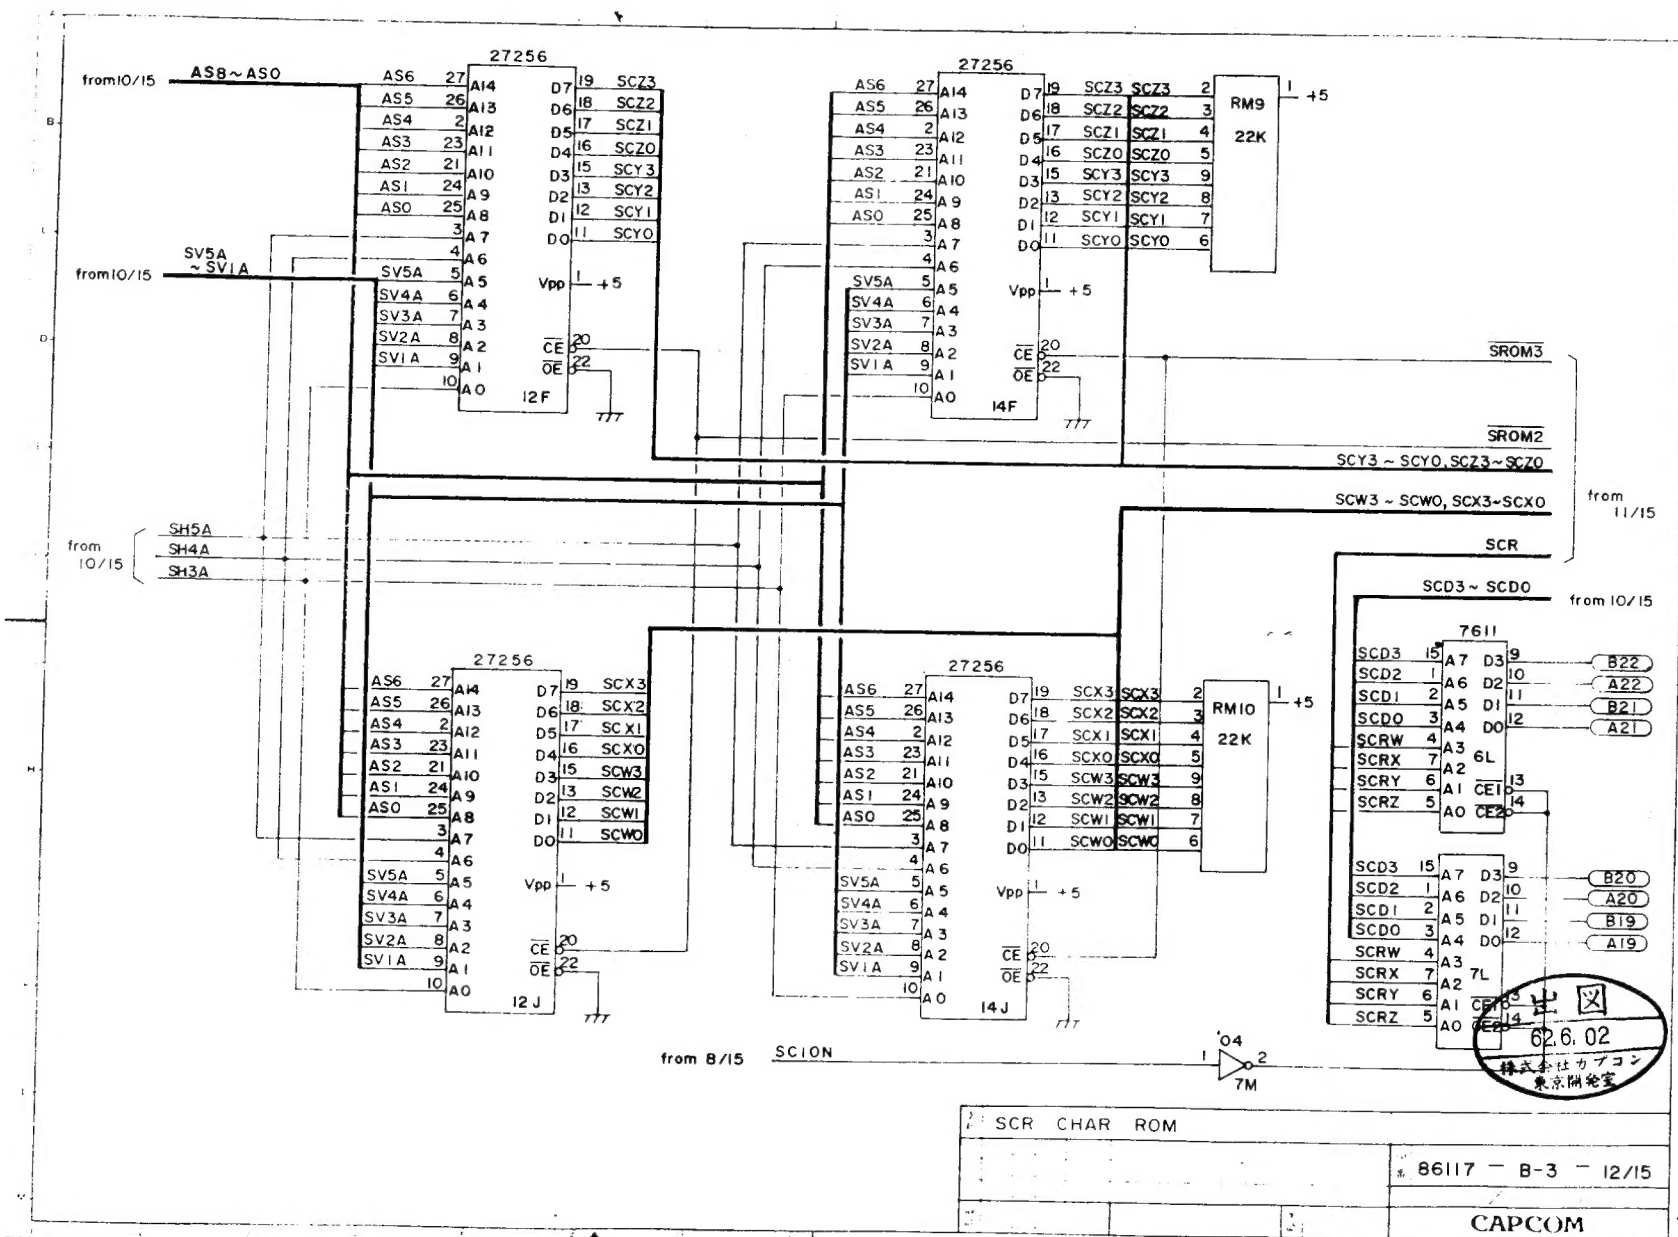 from 10/15 AS8~AS0
from 10/15 SV5A ~ SV1A
27256
AS6 27 A14 D7 19 SCZ3
AS5 26 A13 D6 18 SCZ2
AS4 2 A12 D5 17 SCZ1
AS3 23 A11 D4 16 SCZ0
AS2 21 A10 D3 15 SCY3
AS1 24 A9 D2 13 SCY2
AS0 25 A8 D1 12 SCY1
3 A7 D0 11 SCY0
4 A6
SV5A 5 A5 Vpp 1 +5
SV4A 6 A4
SV3A 7 A3
SV2A 8 A2 CE 20
SV1A 9 A1 OE 22
10 A0 12F
27256
AS6 27 A14 D7 19 SCZ3 SCZ3 2
AS5 26 A13 D6 18 SCZ2 SCZ2 3
AS4 2 A12 D5 17 SCZ1 SCZ1 4
AS3 23 A11 D4 16 SCZ0 SCZ0 5
AS2 21 A10 D3 15 SCY3 SCY3 9
AS1 24 A9 D2 13 SCY2 SCY2 8
AS0 25 A8 D1 12 SCY1 SCY1 7
3 A7 D0 11 SCY0 SCY0 6
4 A6
SV5A 5 A5 Vpp 1 +5
SV4A 6 A4
SV3A 7 A3
SV2A 8 A2 CE 20
SV1A 9 A1 OE 22
10 A0 14F
RM9 1 +5
22K
SROM3
SROM2
SCY3 ~ SCY0, SCZ3~SCZ0
SCW3 ~ SCW0, SCX3~SCX0
from 11/15
SCR
SCD3 ~ SCD0
from 10/15
from 10/15
SH5A
SH4A
SH3A
27256
AS6 27 A14 D7 19 SCX3
AS5 26 A13 D6 18 SCX2
AS4 2 A12 D5 17 SCX1
AS3 23 A11 D4 16 SCX0
AS2 21 A10 D3 15 SCW3
AS1 24 A9 D2 13 SCW2
AS0 25 A8 D1 12 SCW1
3 A7 D0 11 SCW0
4 A6
SV5A 5 A5 Vpp 1 +5
SV4A 6 A4
SV3A 7 A3
SV2A 8 A2 CE 20
SV1A 9 A1 OE 22
10 A0 12J
27256
AS6 27 A14 D7 19 SCX3 SCX3 2
AS5 26 A13 D6 18 SCX2 SCX2 3
AS4 2 A12 D5 17 SCX1 SCX1 4
AS3 23 A11 D4 16 SCX0 SCX0 5
AS2 21 A10 D3 15 SCW3 SCW3 9
AS1 24 A9 D2 13 SCW2 SCW2 8
AS0 25 A8 D1 12 SCW1 SCW1 7
3 A7 D0 11 SCW0 SCW0 6
4 A6
SV5A 5 A5 Vpp 1 +5
SV4A 6 A4
SV3A 7 A3
SV2A 8 A2 CE 20
SV1A 9 A1 OE 22
10 A0 14J
RM10 1 +5
22K
7611
SCD3 15 A7 D3 9 B22
SCD2 1 A6 D2 10 A22
SCD1 2 A5 D1 11 B21
SCD0 3 A4 D0 12 A21
SCRW 4 A3
SCRX 7 A2 6L
SCRY 6 A1 CE1 13
SCRZ 5 A0 CE2 14
SCD3 15 A7 D3 9 B20
SCD2 1 A6 D2 10 A20
SCD1 2 A5 D1 11 B19
SCD0 3 A4 D0 12 A19
SCRW 4 A3
SCRX 7 A2 7L
SCRY 6 A1 CE1 13
SCRZ 5 A0 CE2 14
出図
62.6.02
株式会社カプコン
東京開発室
from 8/15 SCION 1 '04 2
7M
SCR CHAR ROM
86117 - B-3 - 12/15
CAPCOM